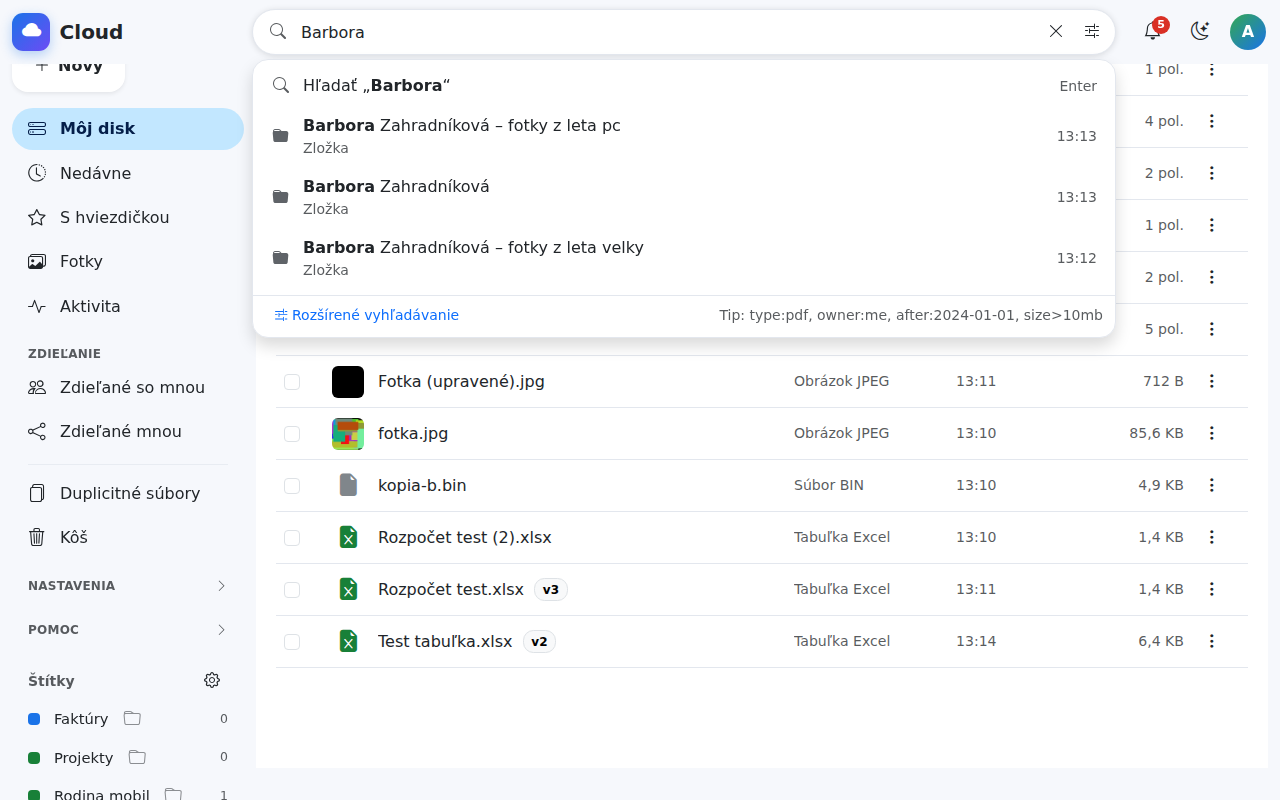 Cloud
Barbora
5
A
Nový
Hľadať „Barbora“
Enter
Barbora Zahradníková – fotky z leta pc
Zložka
13:13
Barbora Zahradníková
Zložka
13:13
Barbora Zahradníková – fotky z leta velky
Zložka
13:12
Rozšírené vyhľadávanie
Tip: type:pdf, owner:me, after:2024-01-01, size>10mb
1 pol.
4 pol.
2 pol.
1 pol.
2 pol.
5 pol.
Môj disk
Nedávne
S hviezdičkou
Fotky
Aktivita
ZDIEĽANIE
Zdieľané so mnou
Zdieľané mnou
Duplicitné súbory
Kôš
NASTAVENIA
POMOC
Štítky
Faktúry 0
Projekty 0
Rodina mobil 1
Fotka (upravené).jpg Obrázok JPEG 13:11 712 B
fotka.jpg Obrázok JPEG 13:10 85,6 KB
kopia-b.bin Súbor BIN 13:10 4,9 KB
Rozpočet test (2).xlsx Tabuľka Excel 13:10 1,4 KB
Rozpočet test.xlsx v3 Tabuľka Excel 13:11 1,4 KB
Test tabuľka.xlsx v2 Tabuľka Excel 13:14 6,4 KB